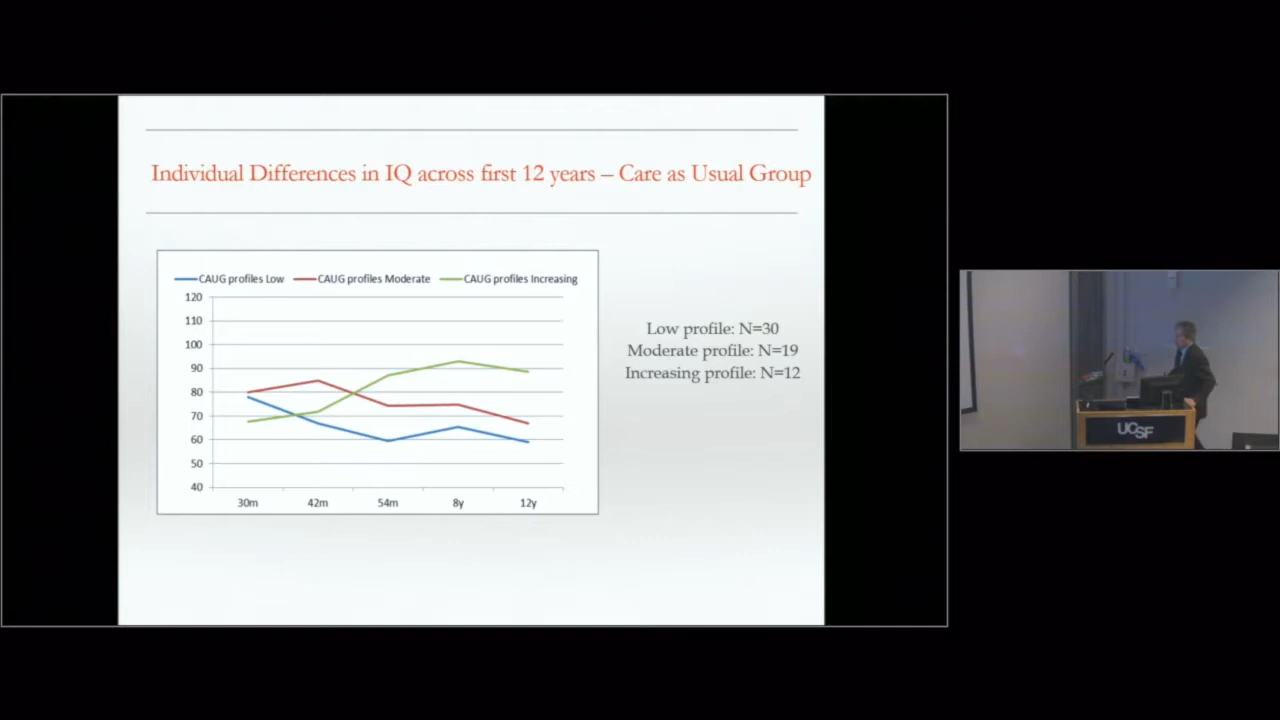 Individual Differences in IQ across first 12 years – Care as Usual Group
CAUG profiles Low CAUG profiles Moderate CAUG profiles Increasing
120
110
100
90
80
70
60
50
40
30m 42m 54m 8y 12y
Low profile: N=30
Moderate profile: N=19
Increasing profile: N=12
UCSF